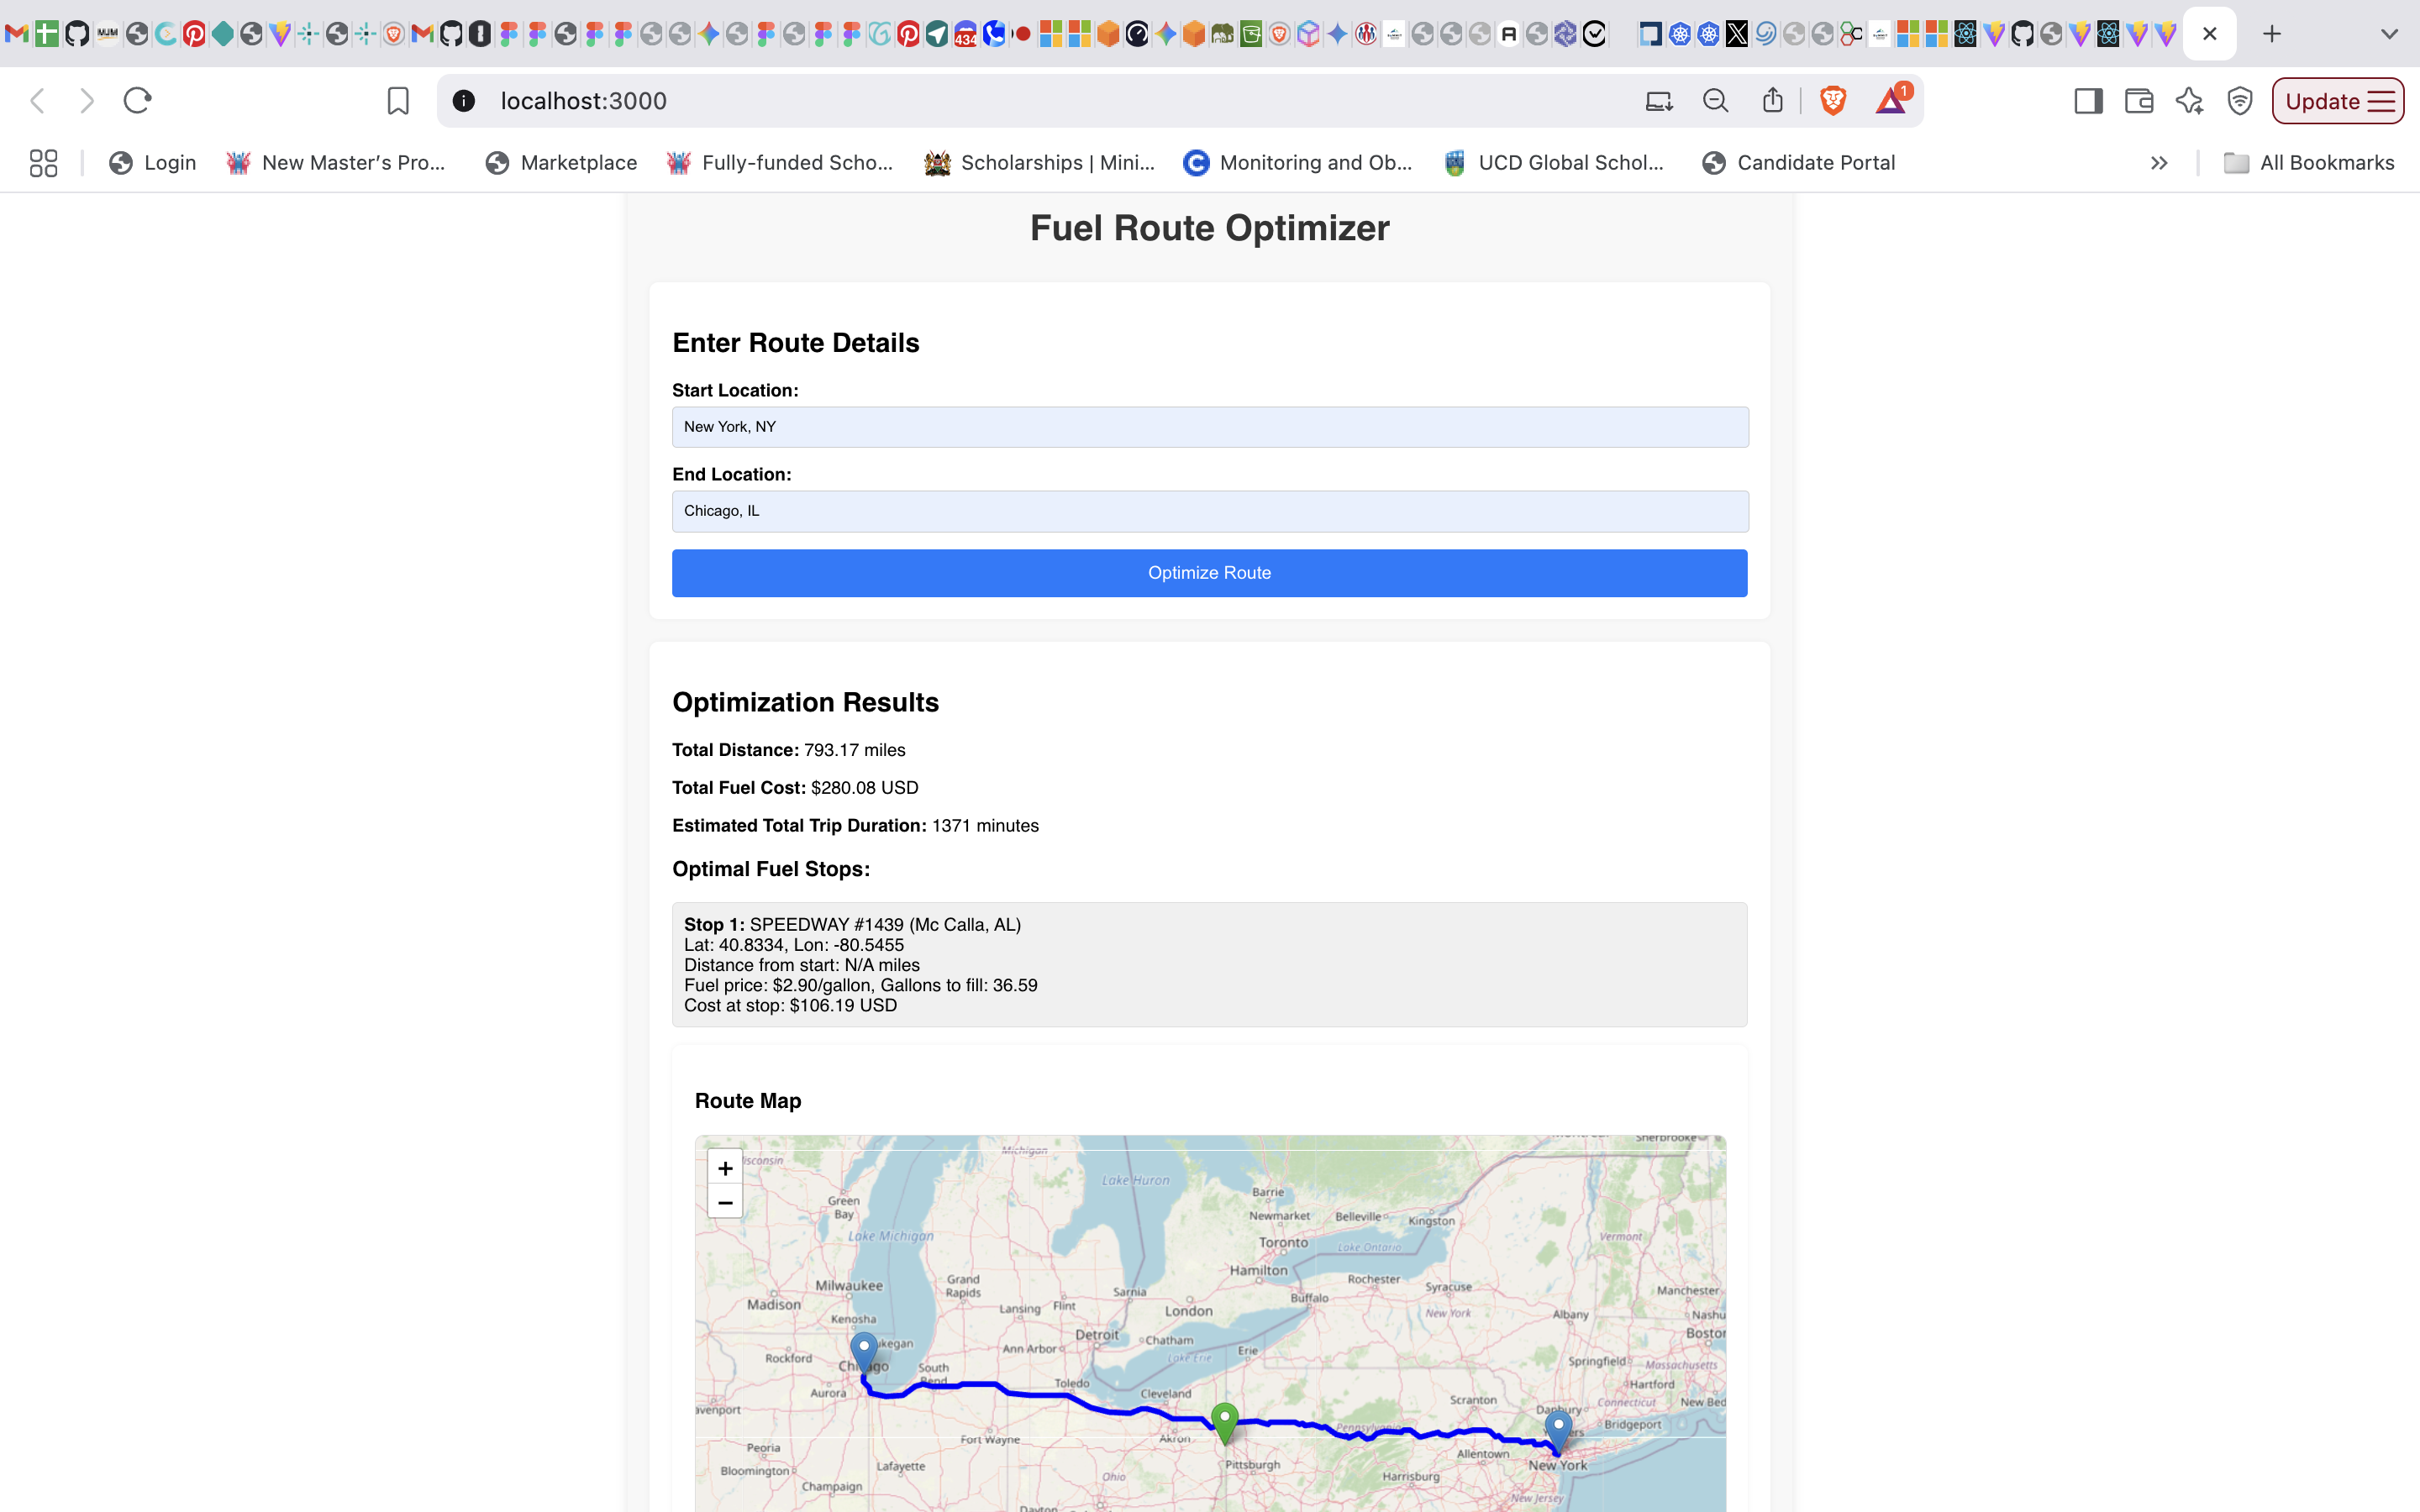 MJM
434
A
localhost:3000
1
Update
Login
New Master's Pro...
Marketplace
Fully-funded Scho...
Scholarships | Mini...
Monitoring and Ob...
UCD Global Schol...
Candidate Portal
All Bookmarks
Fuel Route Optimizer
Enter Route Details
Start Location:
New York, NY
End Location:
Chicago, IL
Optimize Route
Optimization Results
Total Distance: 793.17 miles
Total Fuel Cost: $280.08 USD
Estimated Total Trip Duration: 1371 minutes
Optimal Fuel Stops:
Stop 1: SPEEDWAY #1439 (Mc Calla, AL)
Lat: 40.8334, Lon: -80.5455
Distance from start: N/A miles
Fuel price: $2.90/gallon, Gallons to fill: 36.59
Cost at stop: $106.19 USD
Route Map
+
−
Michigan
Sherbrooke
Lake Huron
Barrie
Green
Bay
Newmarket
Belleville
Kingston
Lake Michigan
Toronto
Lake Ontario
Vermont
Hamilton
Milwaukee
Grand
Rapids
Sarnia
Rochester
Syracuse
Manchester
Madison
Lansing
Flint
London
Buffalo
New York
Albany
Kenosha
Detroit
Chatham
Ann Arbor
Lake Erie
Erie
Rockford
Chicago
South
Bend
Springfield
Massachusetts
Aurora
Toledo
Cleveland
Scranton
Hartford
Danbury
Connecticut
Bridgeport
Akron
Pennsylvania
Peoria
Fort Wayne
Allentown
Bloomington
Lafayette
Pittsburgh
New York
Champaign
Ohio
Harrisburg
New Jersey
Dayton